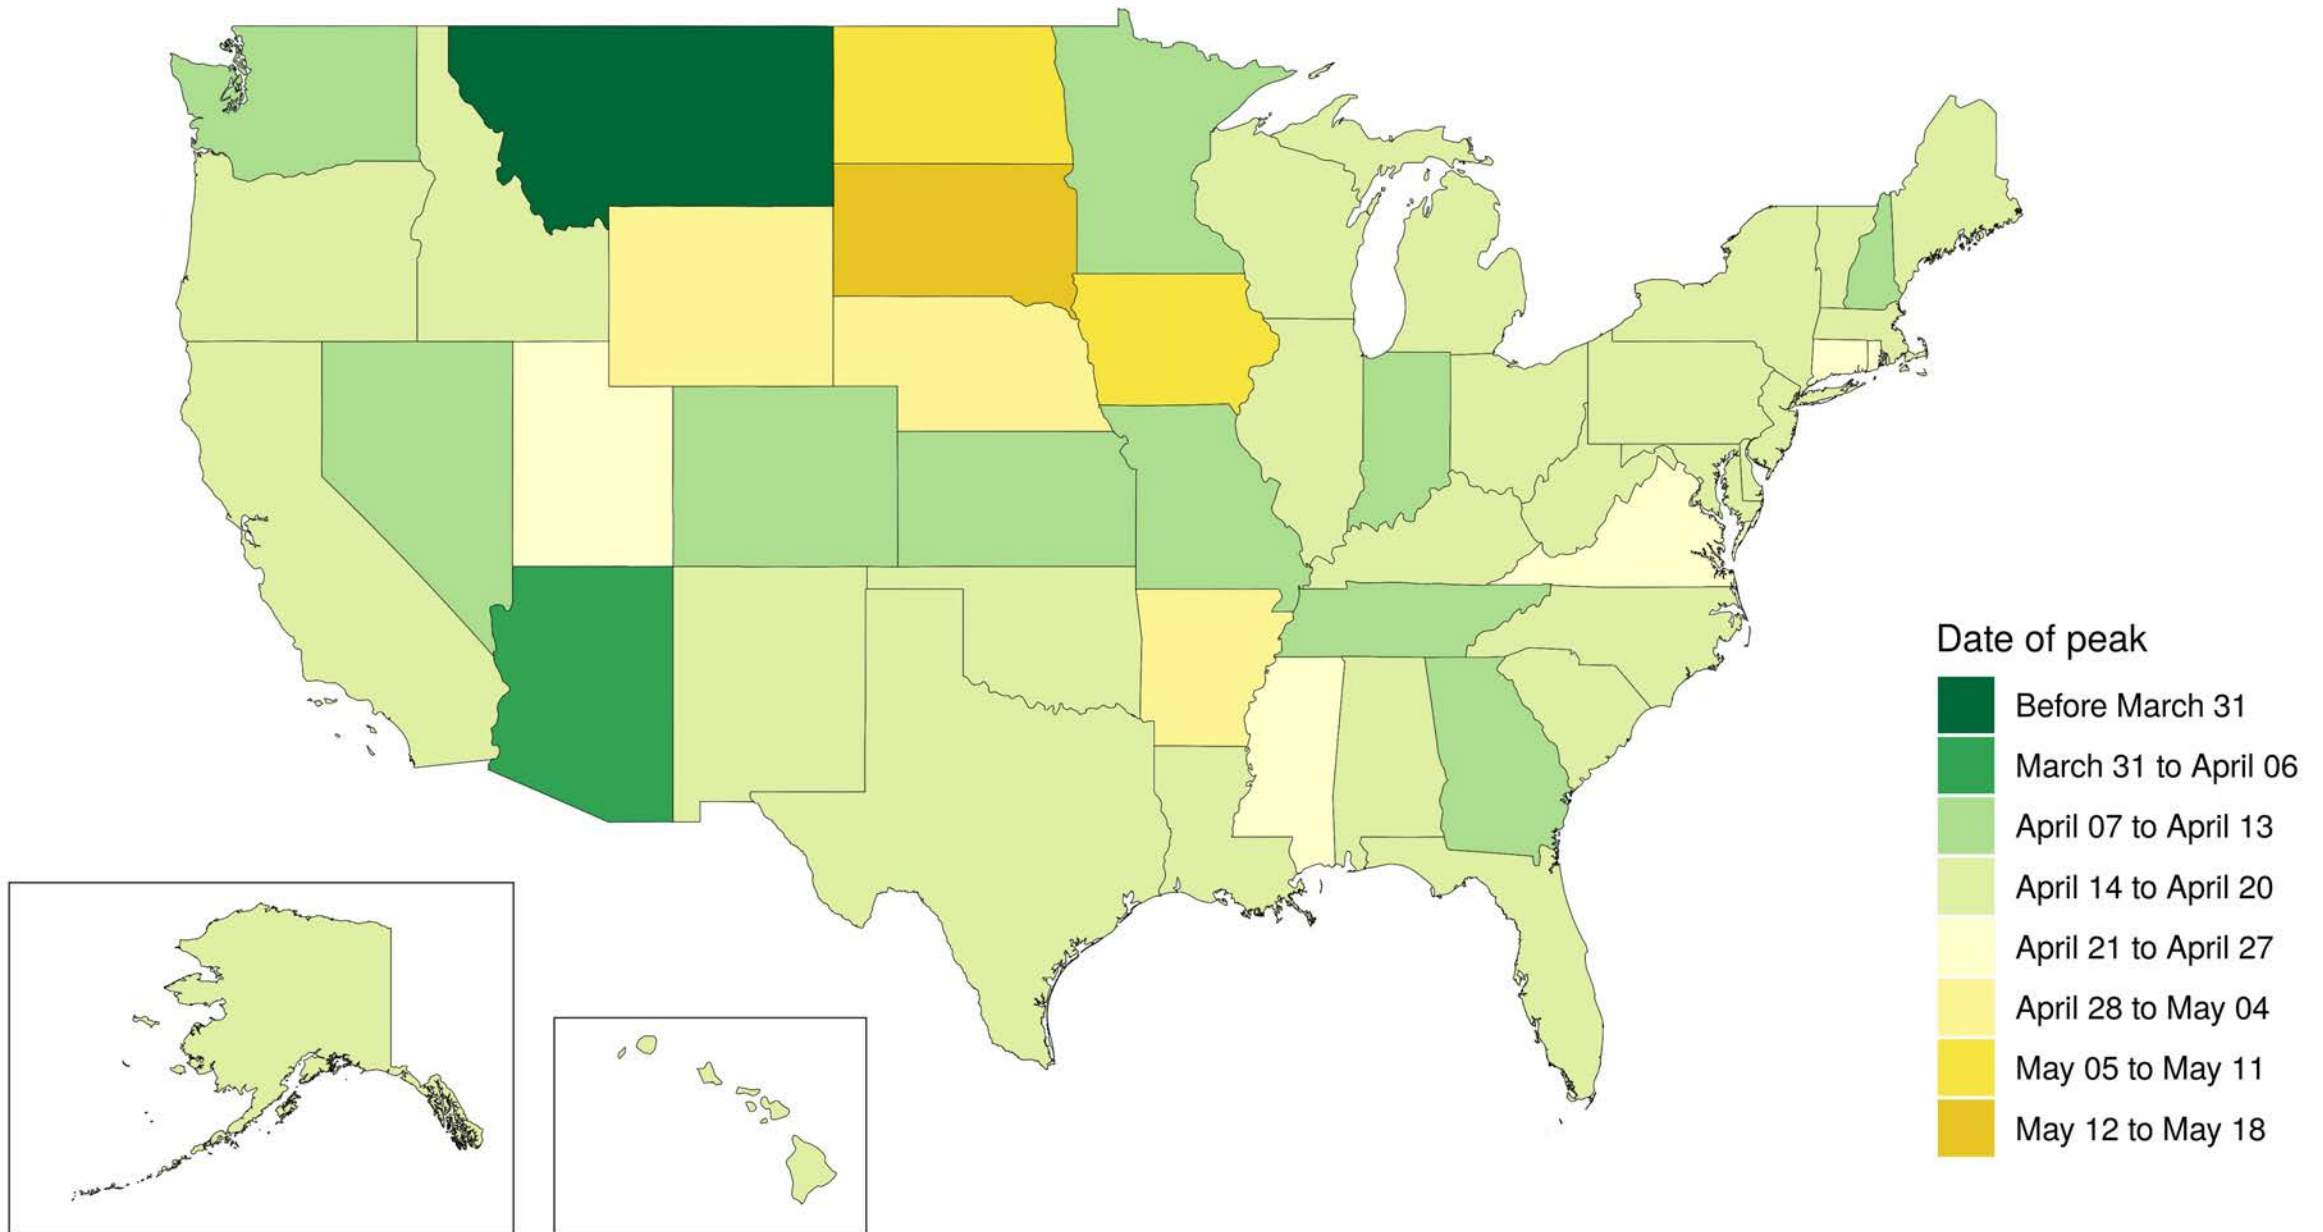 Date of peak
Before March 31
March 31 to April 06
April 07 to April 13
April 14 to April 20
April 21 to April 27
April 28 to May 04
May 05 to May 11
May 12 to May 18